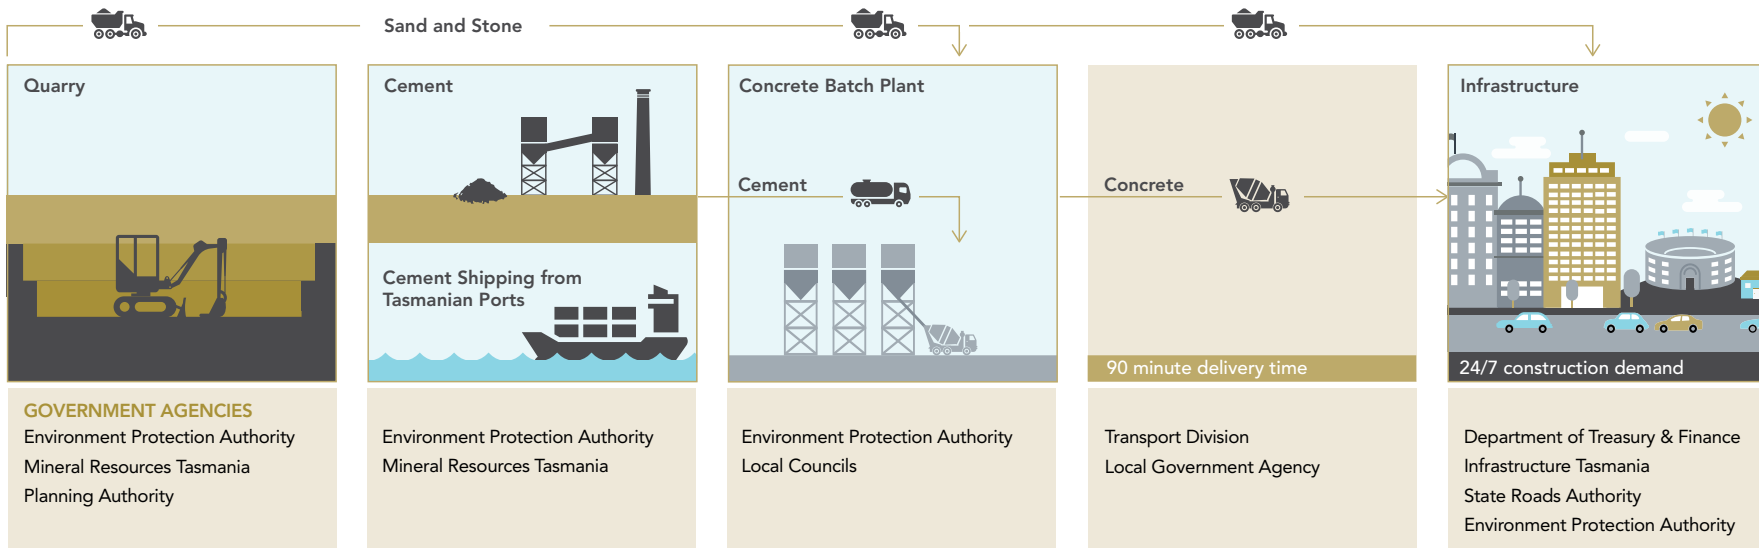 Sand and Stone
Quarry
Cement
Concrete Batch Plant
Infrastructure
Cement
Concrete
Cement Shipping from
Tasmanian Ports
90 minute delivery time
24/7 construction demand
GOVERNMENT AGENCIES
Environment Protection Authority
Mineral Resources Tasmania
Planning Authority
Environment Protection Authority
Mineral Resources Tasmania
Environment Protection Authority
Local Councils
Transport Division
Local Government Agency
Department of Treasury & Finance
Infrastructure Tasmania
State Roads Authority
Environment Protection Authority